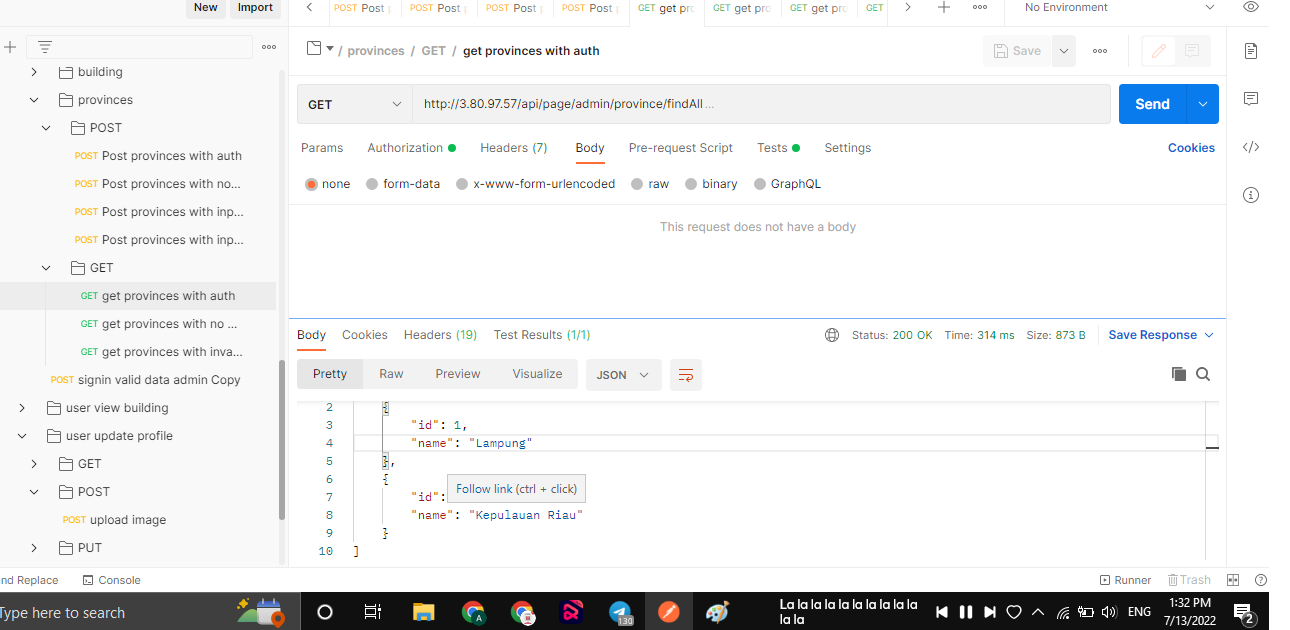 New Import
POST Post POST Post POST Post POST Post GET get pro GET get pro GET get pro GET No Environment
/ provinces / GET / get provinces with auth Save
building
provinces
POST
POST Post provinces with auth
POST Post provinces with no...
POST Post provinces with inp...
POST Post provinces with inp...
GET
GET get provinces with auth
GET get provinces with no ...
GET get provinces with inva...
POST signin valid data admin Copy
user view building
user update profile
GET
POST
POST upload image
PUT
GET http://3.80.97.57/api/page/admin/province/findAll ... Send
Params Authorization Headers (7) Body Pre-request Script Tests Settings Cookies
none form-data x-www-form-urlencoded raw binary GraphQL
This request does not have a body
Body Cookies Headers (19) Test Results (1/1) Status: 200 OK Time: 314 ms Size: 873 B Save Response
Pretty Raw Preview Visualize JSON
2 {
3 "id": 1,
4 "name": "Lampung"
5 },
6 {
Follow link (ctrl + click)
7 "id":
8 "name": "Kepulauan Riau"
9 }
10 ]
nd Replace Console Runner Trash
Type here to search
A
130
La la la la la la la la la la
la la
ENG
1:32 PM
7/13/2022
2